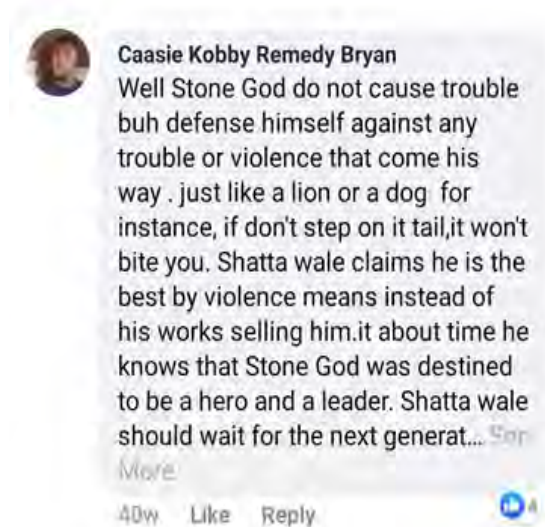 Caasie Kobby Remedy Bryan
Well Stone God do not cause trouble
buh defense himself against any
trouble or violence that come his
way . just like a lion or a dog for
instance, if don't step on it tail,it won't
bite you. Shatta wale claims he is the
best by violence means instead of
his works selling him.it about time he
knows that Stone God was destined
to be a hero and a leader. Shatta wale
should wait for the next generat...
More
40w Like Reply 4